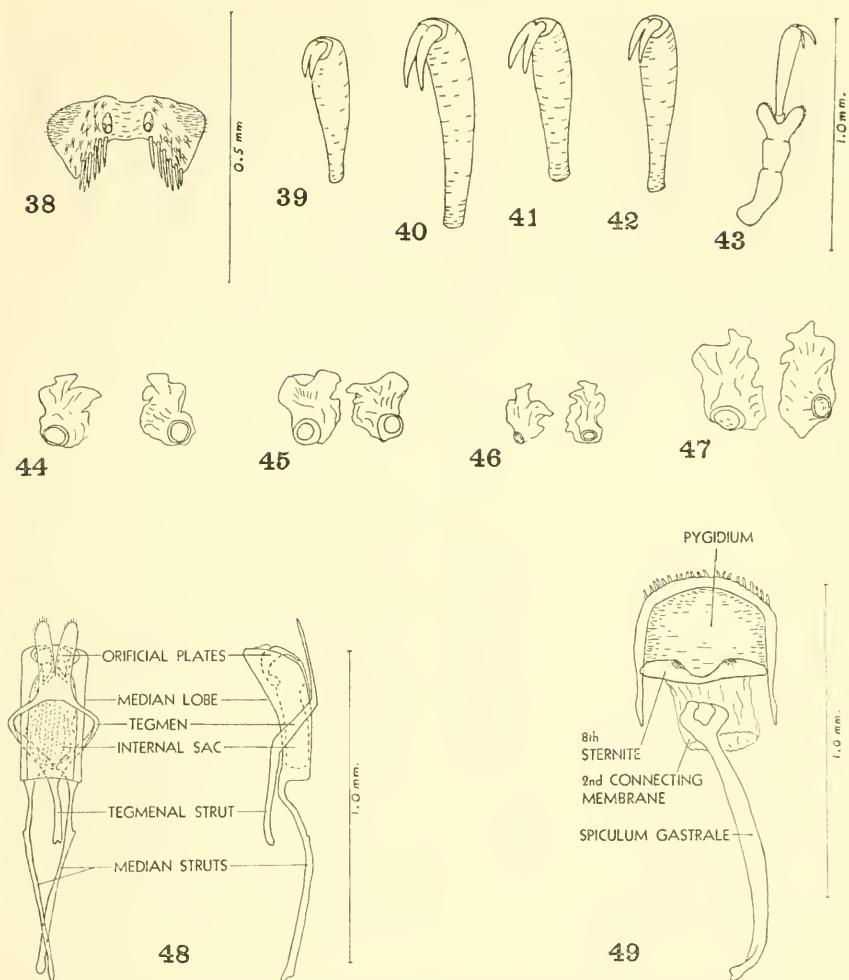 38
0.5 mm
39
40
41
42
43
1.0 mm.
44
45
46
47
ORIFICIAL PLATES
MEDIAN LOBE
TEGMEN
INTERNAL SAC
TEGMENAL STRUT
MEDIAN STRUTS
1.0 mm.
48
PYGIDIUM
8th
STERNITE
2nd CONNECTING
MEMBRANE
SPICULUM GASTRALE
1.0 mm.
49